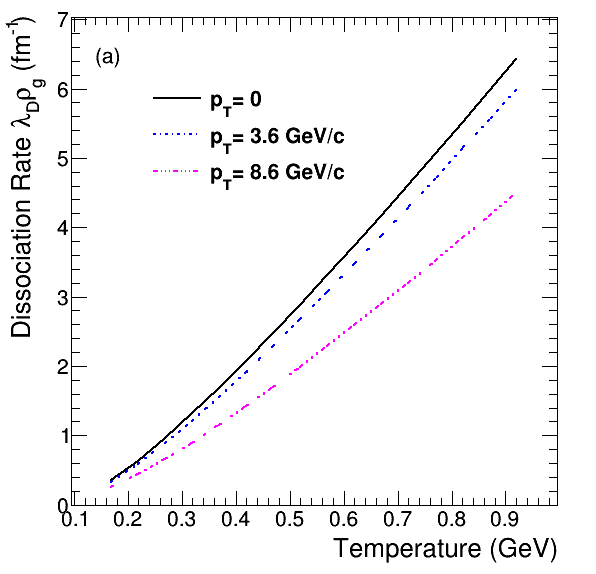 Dissociation Rate λ_Dρ_g (fm⁻¹)
(a)
p_T= 0
p_T= 3.6 GeV/c
p_T= 8.6 GeV/c
7
6
5
4
3
2
1
0
0.1 0.2 0.3 0.4 0.5 0.6 0.7 0.8 0.9
Temperature (GeV)